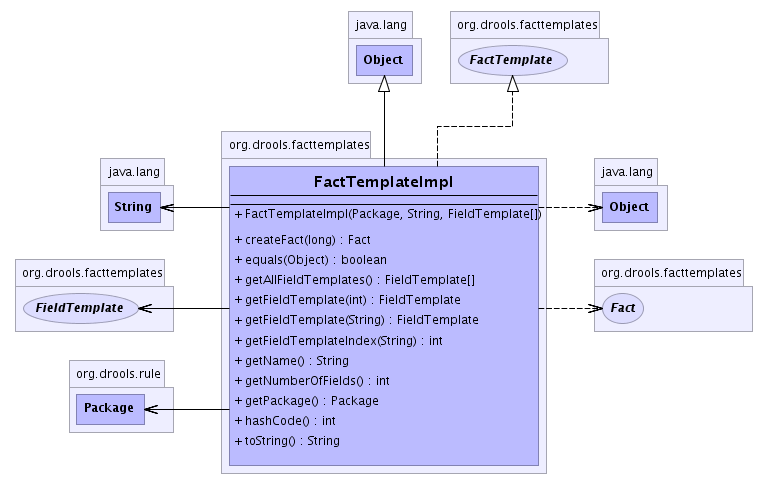 java.lang
Object
org.drools.facttemplates
FactTemplate
org.drools.facttemplates
FactTemplateImpl
+ FactTemplateImpl(Package, String, FieldTemplate[])
+ createFact(long) : Fact
+ equals(Object) : boolean
+ getAllFieldTemplates() : FieldTemplate[]
+ getFieldTemplate(int) : FieldTemplate
+ getFieldTemplate(String) : FieldTemplate
+ getFieldTemplateIndex(String) : int
+ getName() : String
+ getNumberOfFields() : int
+ getPackage() : Package
+ hashCode() : int
+ toString() : String
java.lang
String
org.drools.facttemplates
FieldTemplate
org.drools.rule
Package
java.lang
Object
org.drools.facttemplates
Fact